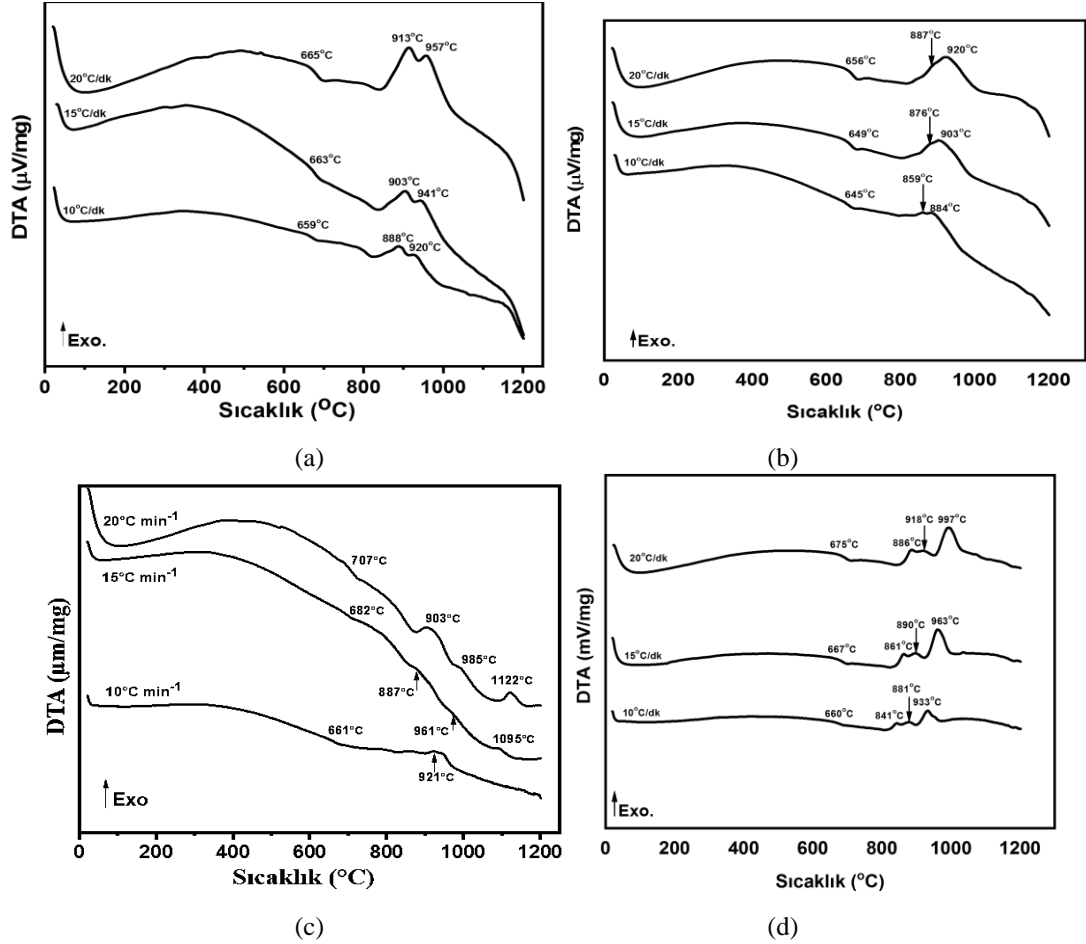 DTA (µV/mg)
913°C
957°C
665°C
20°C/dk
15°C/dk
663°C
903°C
941°C
10°C/dk
659°C
888°C
920°C
Exo.
0 200 400 600 800 1000 1200
Sıcaklık (°C)
(a)
DTA (µV/mg)
887°C
920°C
656°C
20°C/dk
15°C/dk
876°C
649°C
903°C
10°C/dk
859°C
645°C
884°C
Exo.
0 200 400 600 800 1000 1200
Sıcaklık (°C)
(b)
DTA (µm/mg)
20°C min-1
15°C min-1
707°C
682°C
903°C
985°C
1122°C
10°C min-1
887°C
661°C
961°C
1095°C
921°C
Exo
0 200 400 600 800 1000 1200
Sıcaklık (°C)
(c)
DTA (mV/mg)
918°C 997°C
675°C
886°C
20°C/dk
890°C
963°C
667°C
861°C
15°C/dk
881°C
933°C
660°C
841°C
10°C/dk
Exo.
0 200 400 600 800 1000 1200
Sıcaklık (°C)
(d)